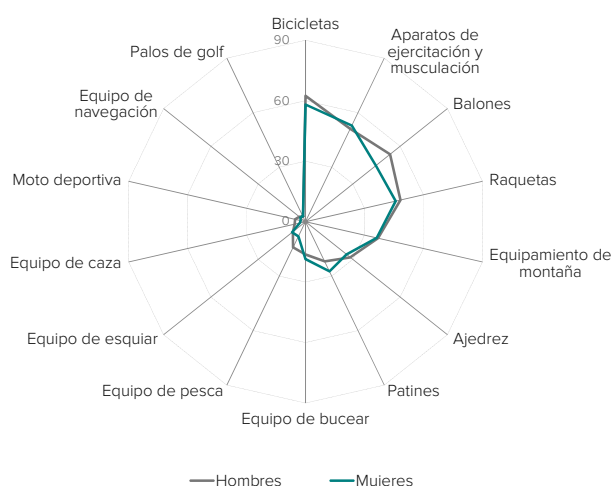 Bicicletas
90
Aparatos de
ejercitación y
musculación
Palos de golf
Equipo de
navegación
60
Balones
30
Moto deportiva
Raquetas
0
Equipo de caza
Equipamiento de
montaña
Equipo de esquiar
Ajedrez
Equipo de pesca
Patines
Equipo de bucear
Hombres
Mujeres